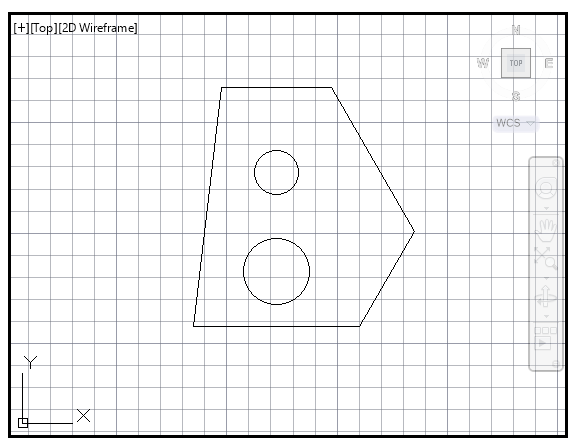 [+][Top][2D Wireframe]
N
W TOP E
S
WCS
Y
X